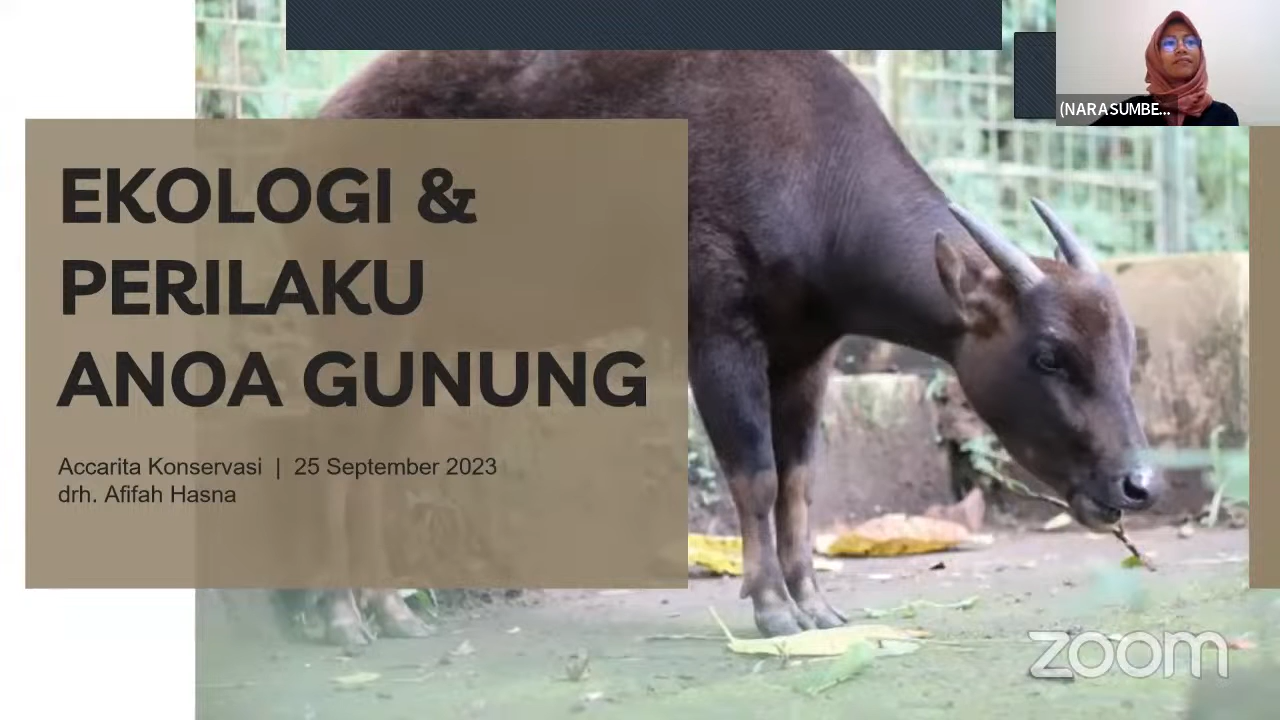 EKOLOGI &
PERILAKU
ANOA GUNUNG
Accarita Konservasi | 25 September 2023
drh. Afifah Hasna
(NARASUMBE...
zoom